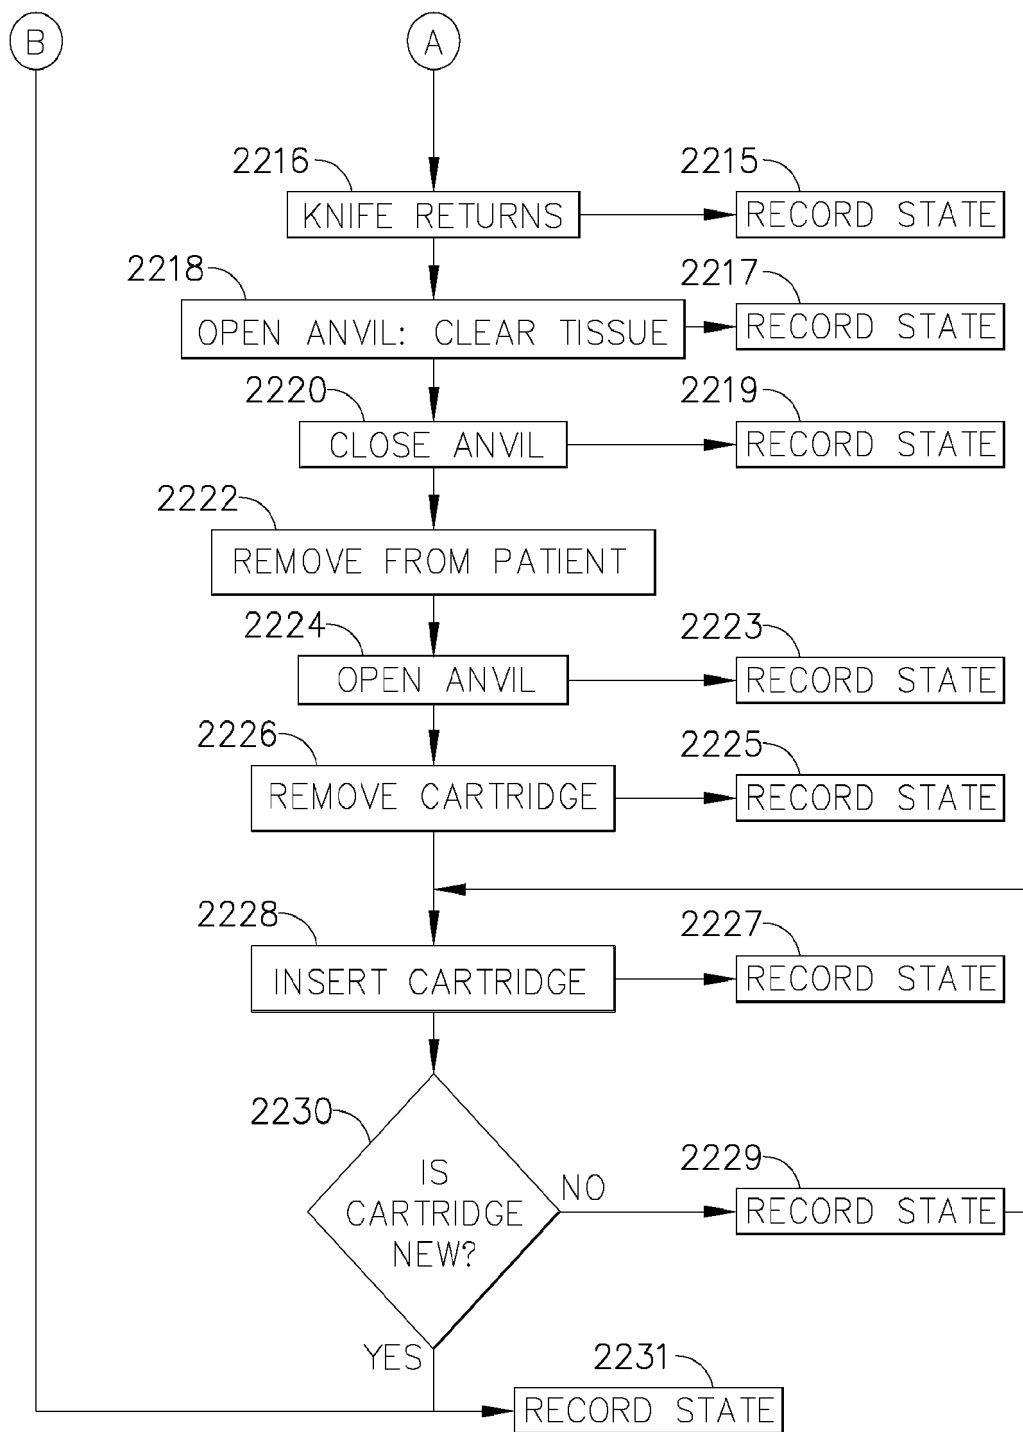 B
A
2216
2215
KNIFE RETURNS
RECORD STATE
2218
2217
OPEN ANVIL: CLEAR TISSUE
RECORD STATE
2220
2219
CLOSE ANVIL
RECORD STATE
2222
REMOVE FROM PATIENT
2224
2223
OPEN ANVIL
RECORD STATE
2226
2225
REMOVE CARTRIDGE
RECORD STATE
2228
2227
INSERT CARTRIDGE
RECORD STATE
2230
2229
IS
CARTRIDGE
NEW?
NO
RECORD STATE
YES
2231
RECORD STATE